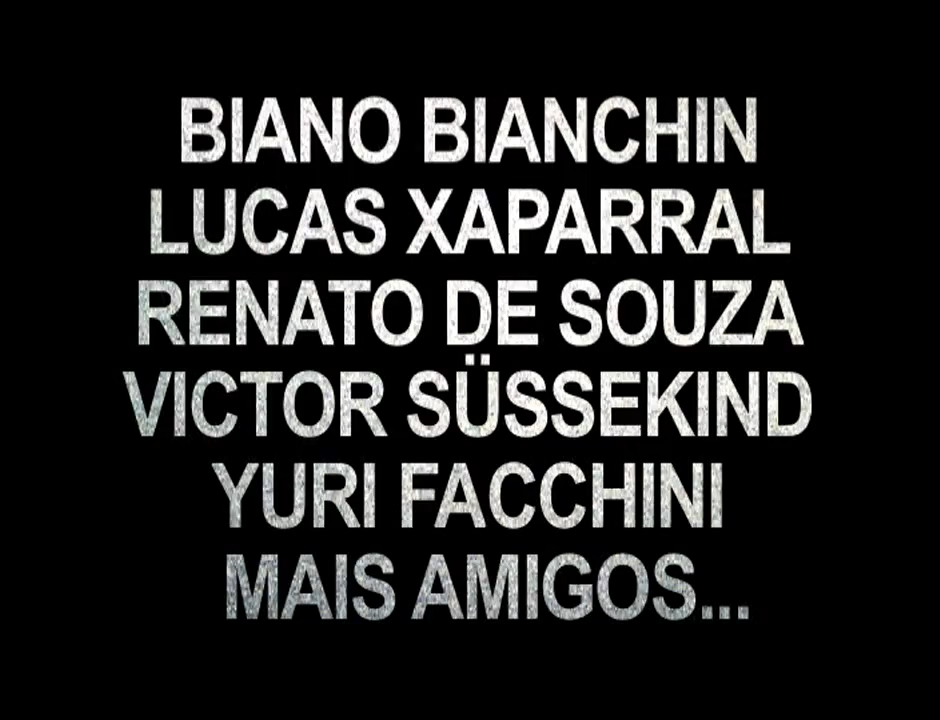 BIANO BIANCHIN
LUCAS XAPARRAL
RENATO DE SOUZA
VICTOR SÜSSEKIND
YURI FACCHINI
MAIS AMIGOS...